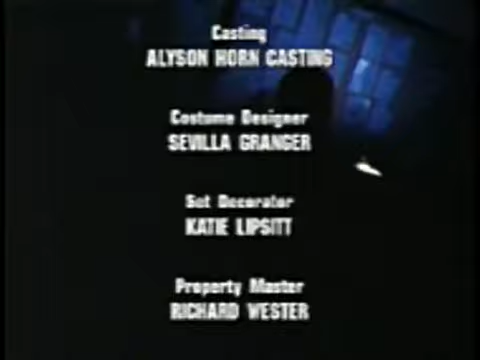 Casting
ALYSON HORN CASTING
Costume Designer
SEVILLA GRANGER
Set Decorator
KATIE LIPSITT
Property Master
RICHARD WESTER